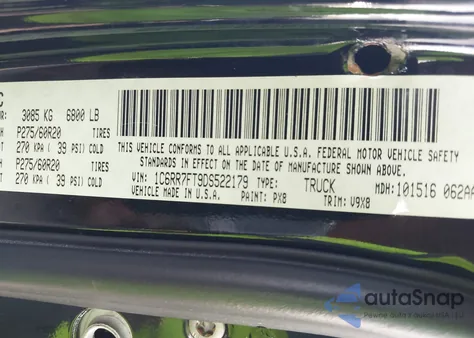 C
R: 3085 KG 6800 LB
P275/60R20 TIRES
270 KPA ( 39 PSI) COLD
P275/60R20 TIRES
270 KPA ( 39 PSI) COLD
THIS VEHICLE CONFORMS TO ALL APPLICABLE U.S.A. FEDERAL MOTOR VEHICLE SAFETY
STANDARDS IN EFFECT ON THE DATE OF MANUFACTURE SHOWN ABOVE.
VIN: 1C6RR7FT9DS522179 TYPE: TRUCK MDH: 101516 062AA
VEHICLE MADE IN U.S.A. PAINT: PX8 TRIM: V9X8
autoSnap